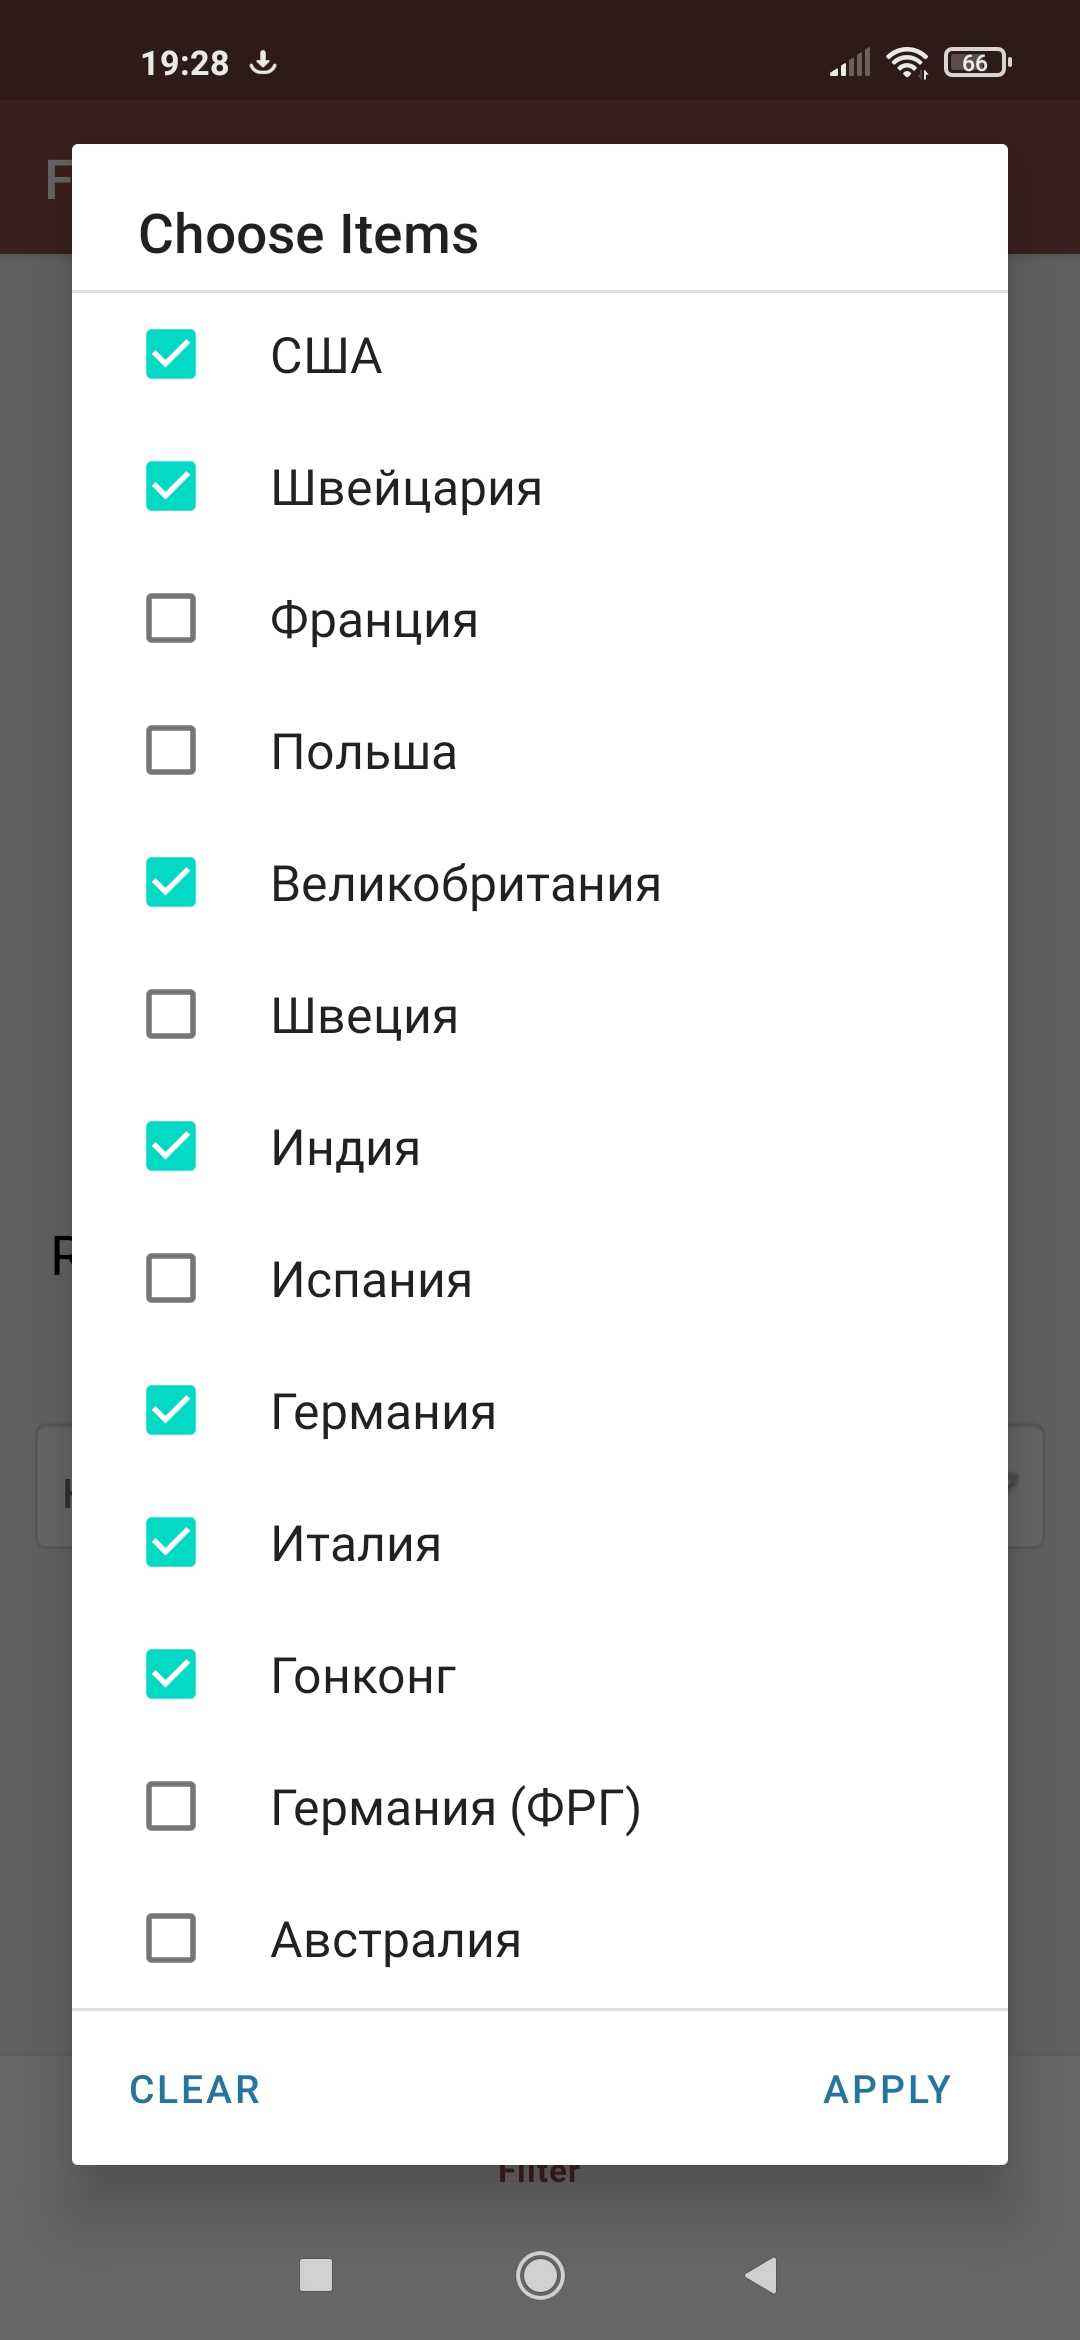 19:28
66
Choose Items
США
Швейцария
Франция
Польша
Великобритания
Швеция
Индия
Испания
Германия
Италия
Гонконг
Германия (ФРГ)
Австралия
CLEAR
APPLY
Filter